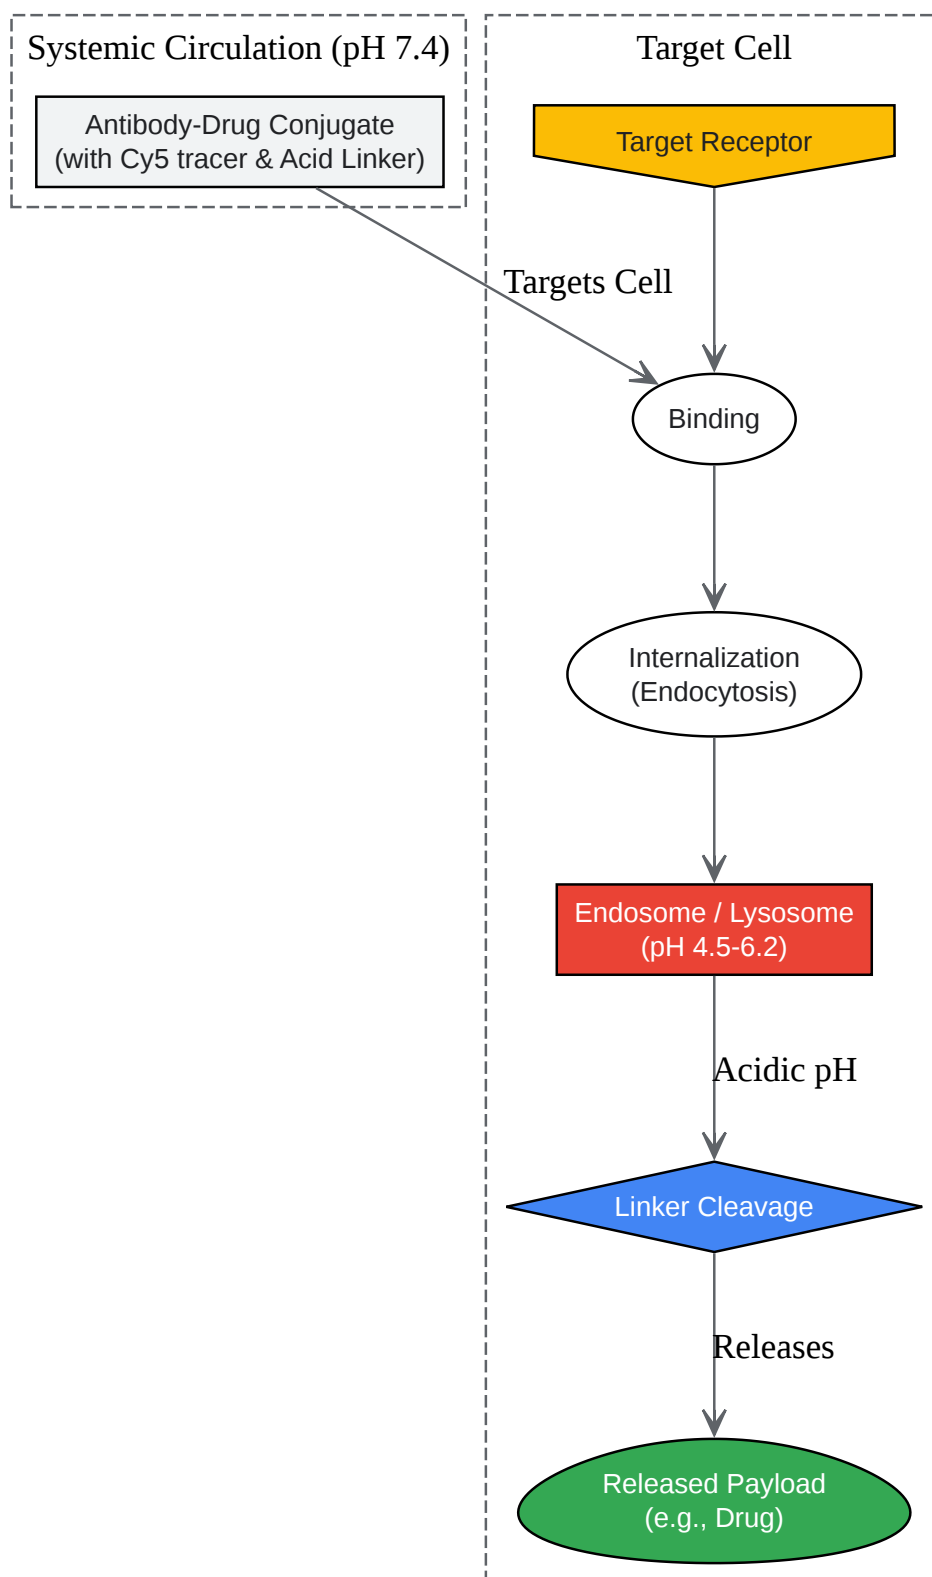 Systemic Circulation (pH 7.4)
Antibody-Drug Conjugate
(with Cy5 tracer & Acid Linker)
Target Cell
Target Receptor
Targets Cell
Binding
Internalization
(Endocytosis)
Endosome / Lysosome
(pH 4.5-6.2)
Acidic pH
Linker Cleavage
Releases
Released Payload
(e.g., Drug)